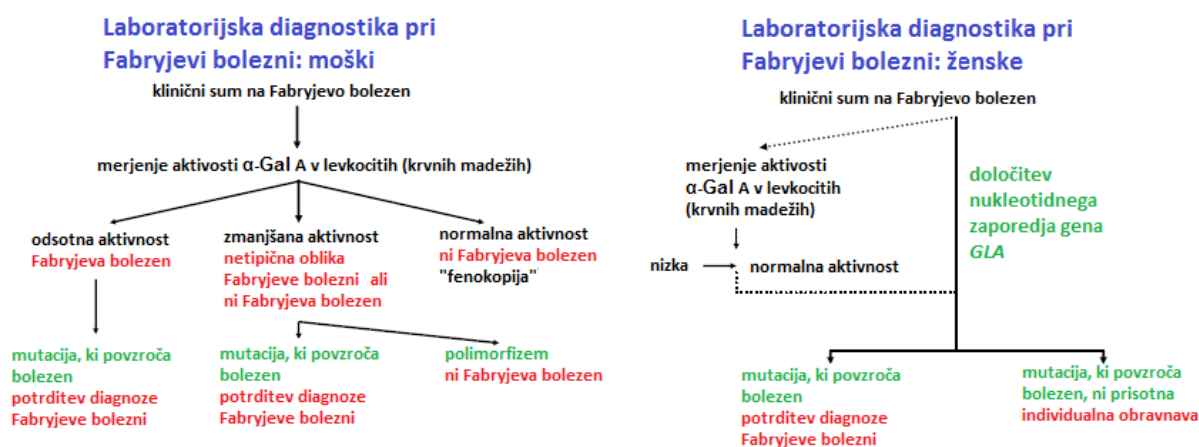 Laboratorijska diagnostika pri
Fabryjevi bolezni: moški
klinični sum na Fabryjevo bolezen
merjenje aktivosti α-Gal A v levkocitih (krvnih madežih)
odsotna aktivnost
Fabryjeva bolezen
zmanjšana aktivnost
netipična oblika
Fabryjeve bolezni ali
ni Fabryjeva bolezen
normalna aktivnost
ni Fabryjeva bolezen
"fenokopija"
mutacija, ki povzroča
bolezen
potrditev diagnoze
Fabryjeve bolezni
mutacija, ki povzroča
bolezen
potrditev diagnoze
Fabryjeve bolezni
polimorfizem
ni Fabryjeva bolezen
Laboratorijska diagnostika pri
Fabryjevi bolezni: ženske
klinični sum na Fabryjevo bolezen
merjenje aktivosti
α-Gal A v levkocitih
(krvnih madežih)
določitev
nukleotidnega
zaporedja gena
GLA
nizka
normalna aktivnost
mutacija, ki povzroča
bolezen
potrditev diagnoze
Fabryjeve bolezni
mutacija, ki povzroča
bolezen, ni prisotna
individualna obravnava